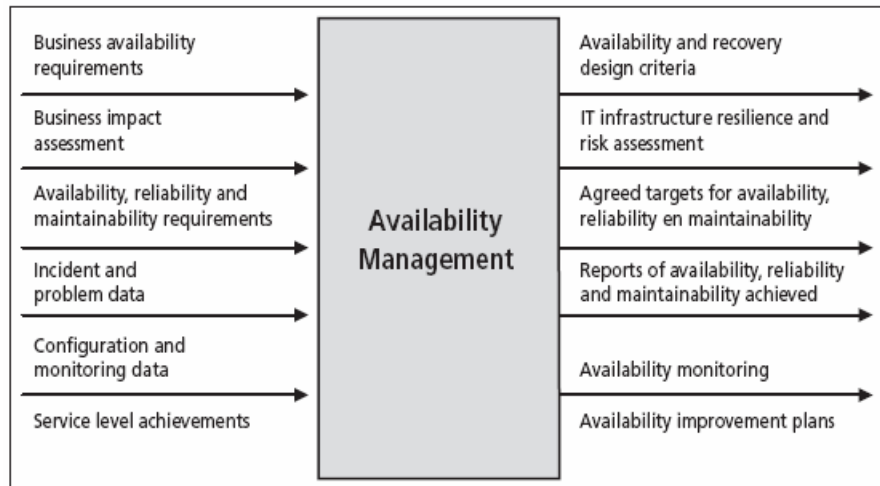 Business availability
requirements
Business impact
assessment
Availability, reliability and
maintainability requirements
Incident and
problem data
Configuration and
monitoring data
Service level achievements
Availability
Management
Availability and recovery
design criteria
IT infrastructure resilience and
risk assessment
Agreed targets for availability,
reliability en maintainability
Reports of availability, reliability
and maintainability achieved
Availability monitoring
Availability improvement plans